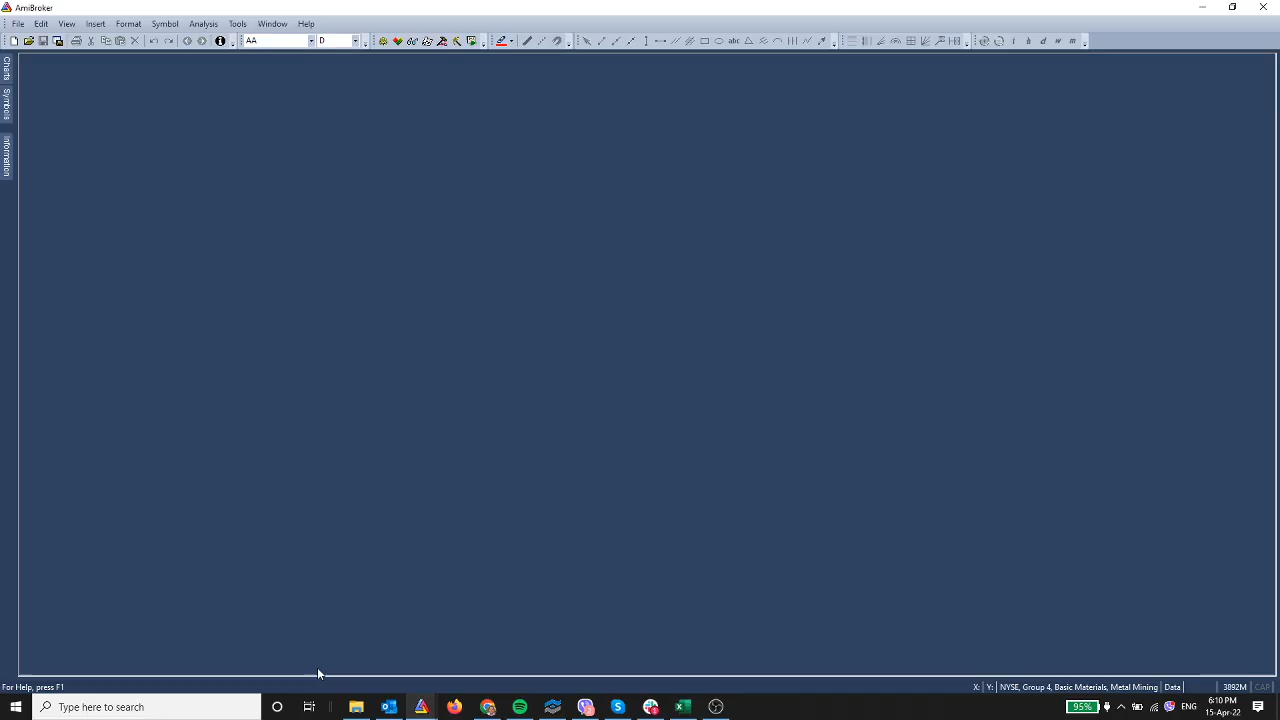 AmiBroker
File Edit View Insert Format Symbol Analysis Tools Window Help
AA D abc i h d w m
Charts
Symbols
Information
For Help, press F1 X: Y: NYSE, Group 4, Basic Materials, Metal Mining Data 3892M CAP
Type here to search 95% ENG 6:10 PM
15-Apr-22